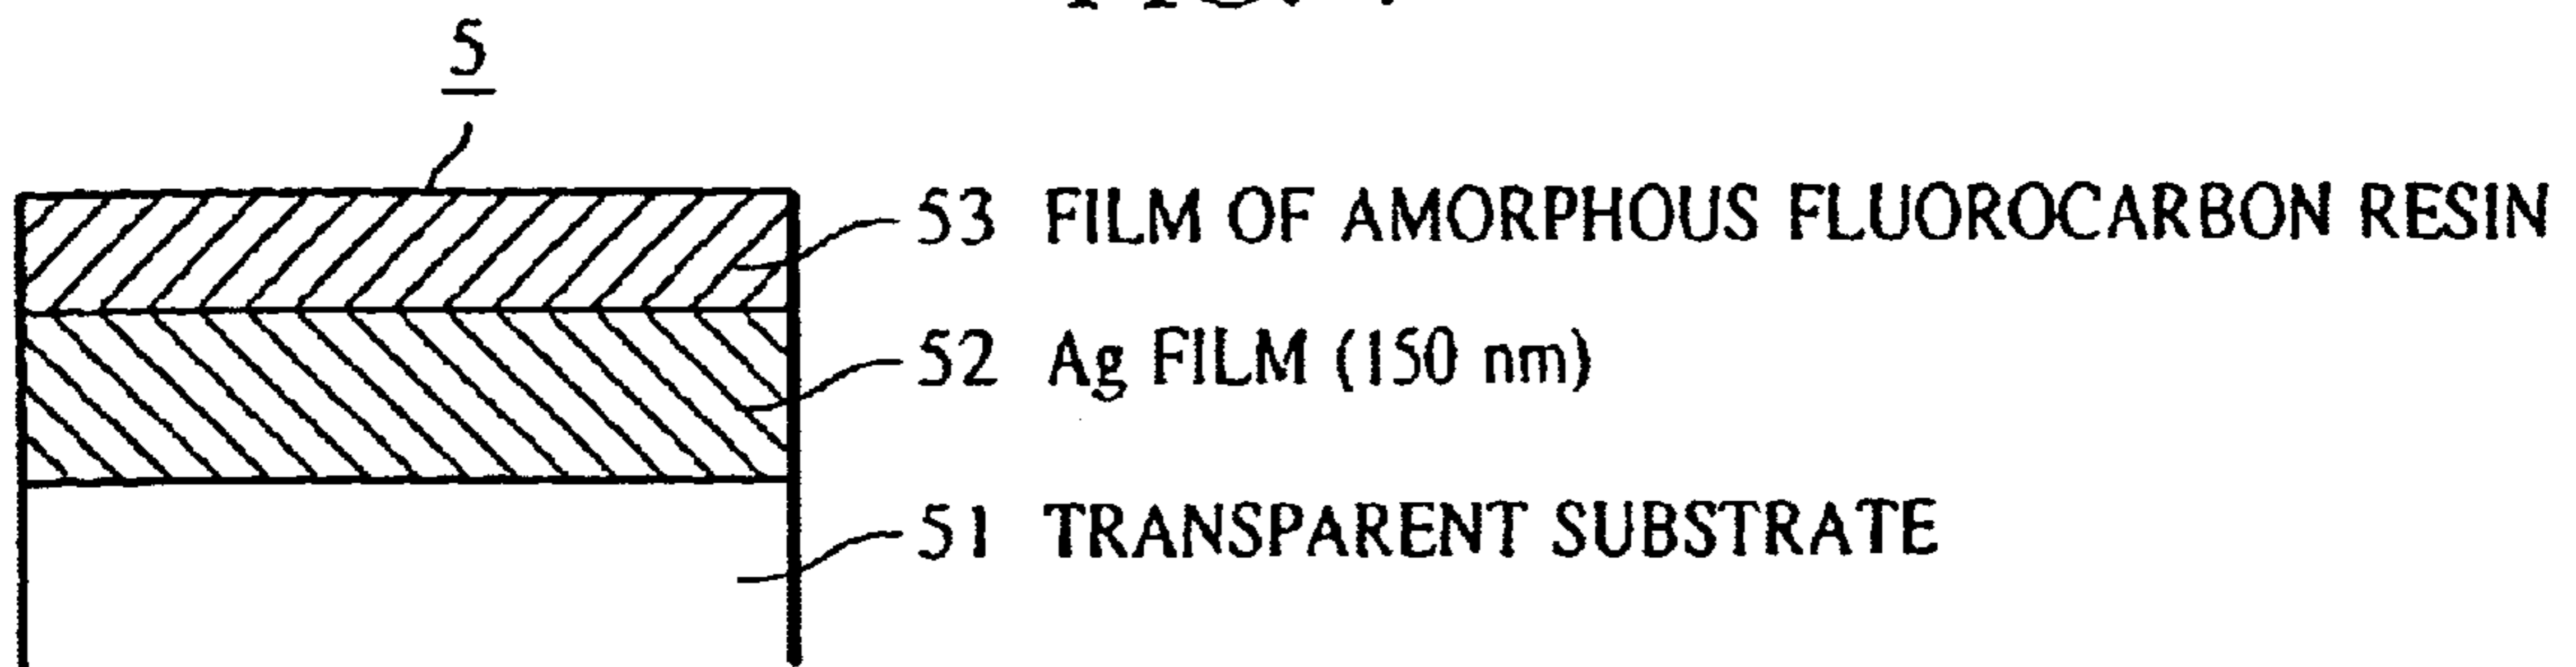 5
53 FILM OF AMORPHOUS FLUOROCARBON RESIN
52 Ag FILM (150 nm)
51 TRANSPARENT SUBSTRATE